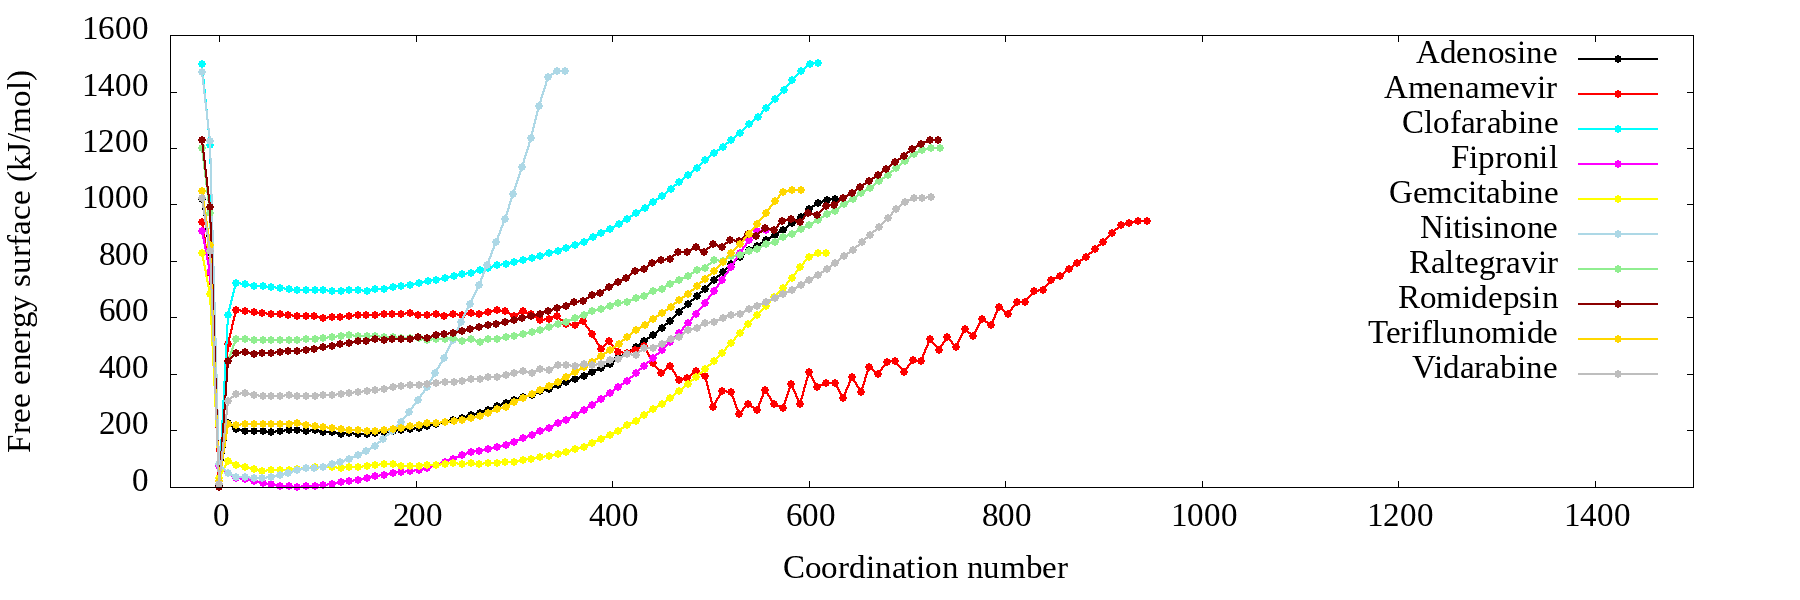 Free energy surface (kJ/mol)
1600
1400
1200
1000
800
600
400
200
0
Adenosine
Amenamevir
Clofarabine
Fipronil
Gemcitabine
Nitisinone
Raltegravir
Romidepsin
Teriflunomide
Vidarabine
0 200 400 600 800 1000 1200 1400
Coordination number